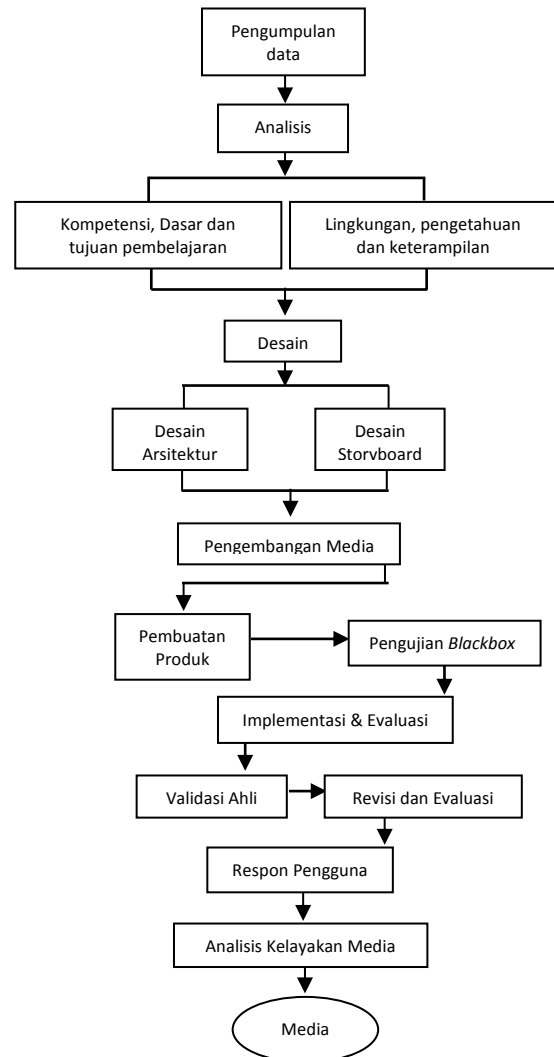 Pengumpulan
data
Analisis
Kompetensi, Dasar dan
tujuan pembelajaran
Lingkungan, pengetahuan
dan keterampilan
Desain
Desain
Arsitektur
Desain
Storyboard
Pengembangan Media
Pembuatan
Produk
Pengujian Blackbox
Implementasi & Evaluasi
Validasi Ahli
Revisi dan Evaluasi
Respon Pengguna
Analisis Kelayakan Media
Media